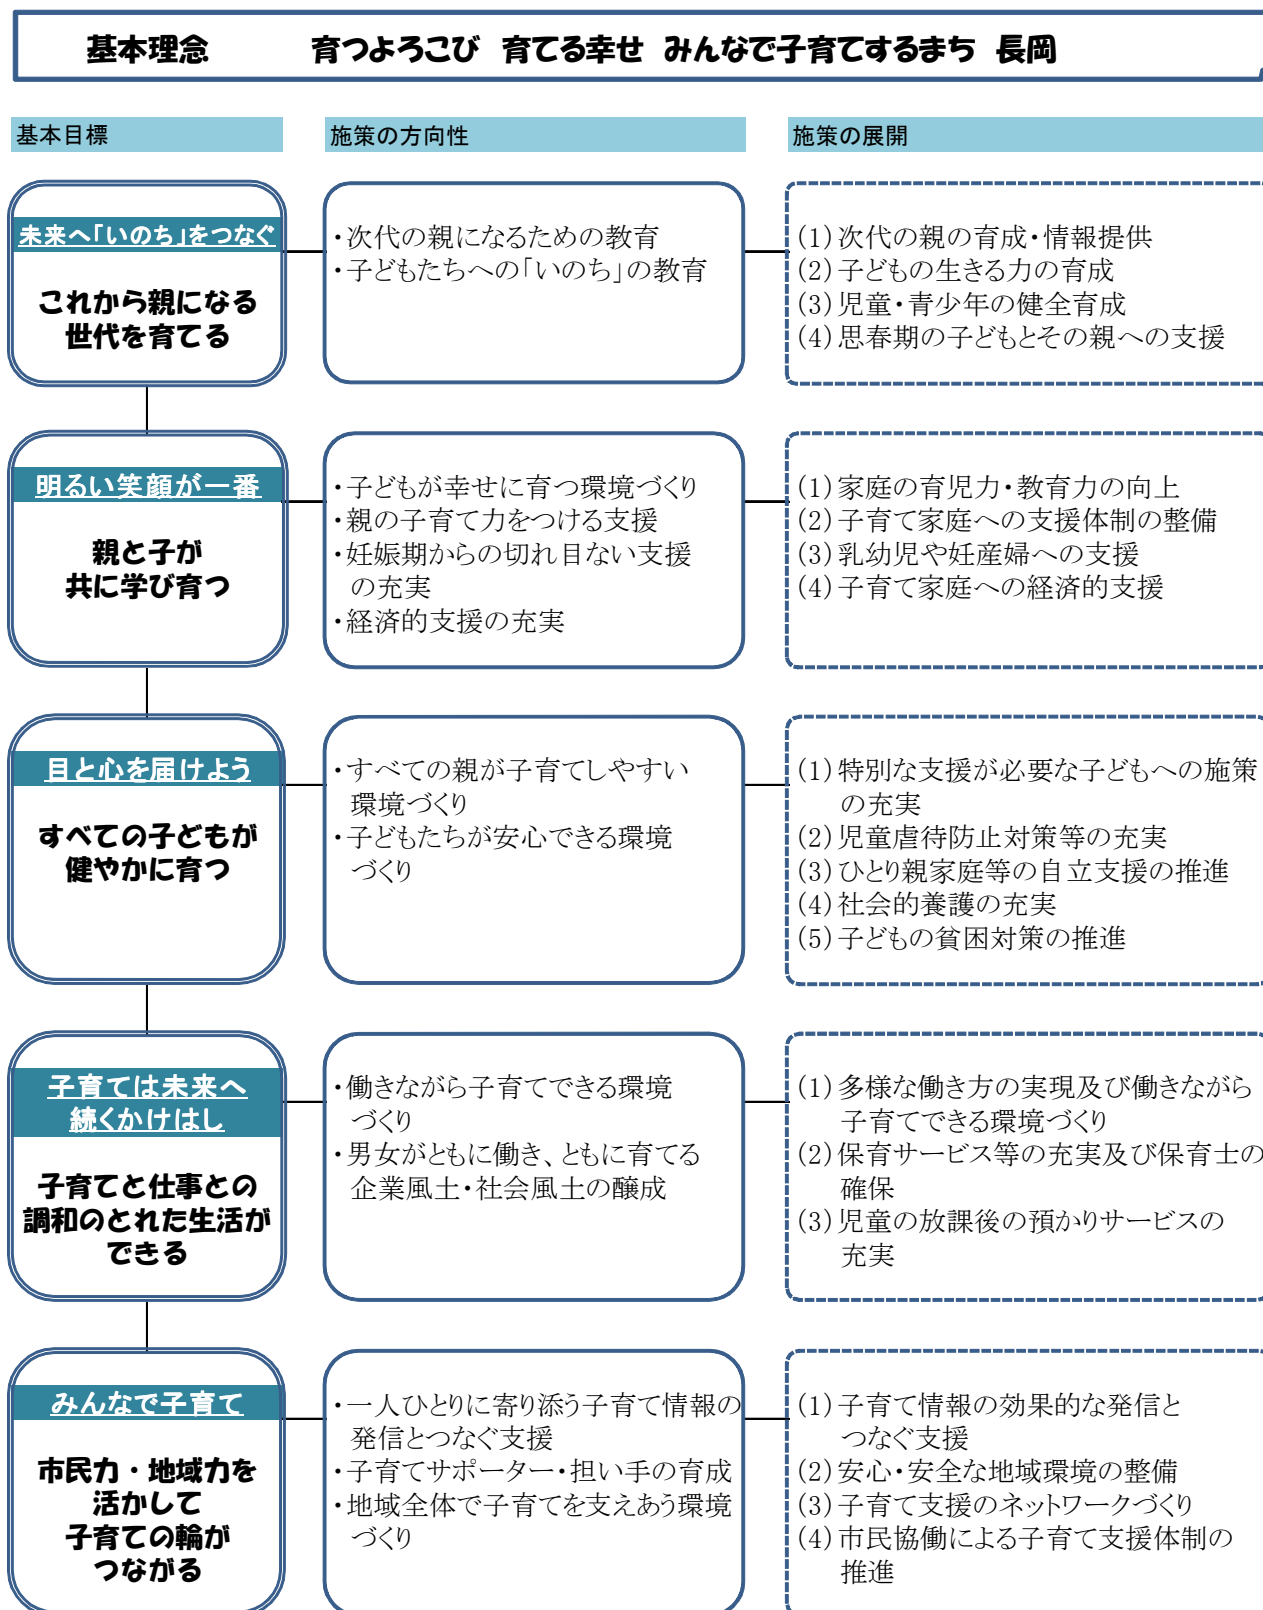 基本理念　育つよろこび 育てる幸せ みんなで子育てするまち 長岡
基本目標
施策の方向性
施策の展開
未来へ「いのち」をつなぐ
これから親になる
世代を育てる
・次代の親になるための教育
・子どもたちへの「いのち」の教育
(1)次代の親の育成・情報提供
(2)子どもの生きる力の育成
(3)児童・青少年の健全育成
(4)思春期の子どもとその親への支援
明るい笑顔が一番
親と子が
共に学び育つ
・子どもが幸せに育つ環境づくり
・親の子育て力をつける支援
・妊娠期からの切れ目ない支援
の充実
・経済的支援の充実
(1)家庭の育児力・教育力の向上
(2)子育て家庭への支援体制の整備
(3)乳幼児や妊産婦への支援
(4)子育て家庭への経済的支援
目と心を届けよう
すべての子どもが
健やかに育つ
・すべての親が子育てしやすい
環境づくり
・子どもたちが安心できる環境
づくり
(1)特別な支援が必要な子どもへの施策
の充実
(2)児童虐待防止対策等の充実
(3)ひとり親家庭等の自立支援の推進
(4)社会的養護の充実
(5)子どもの貧困対策の推進
子育ては未来へ
続くかけはし
子育てと仕事との
調和のとれた生活が
できる
・働きながら子育てできる環境
づくり
・男女がともに働き、ともに育てる
企業風土・社会風土の醸成
(1)多様な働き方の実現及び働きながら
子育てできる環境づくり
(2)保育サービス等の充実及び保育士の
確保
(3)児童の放課後の預かりサービスの
充実
みんなで子育て
市民力・地域力を
活かして
子育ての輪が
つながる
・一人ひとりに寄り添う子育て情報の
発信とつなぐ支援
・子育てサポーター・担い手の育成
・地域全体で子育てを支えあう環境
づくり
(1)子育て情報の効果的な発信と
つなぐ支援
(2)安心・安全な地域環境の整備
(3)子育て支援のネットワークづくり
(4)市民協働による子育て支援体制の
推進